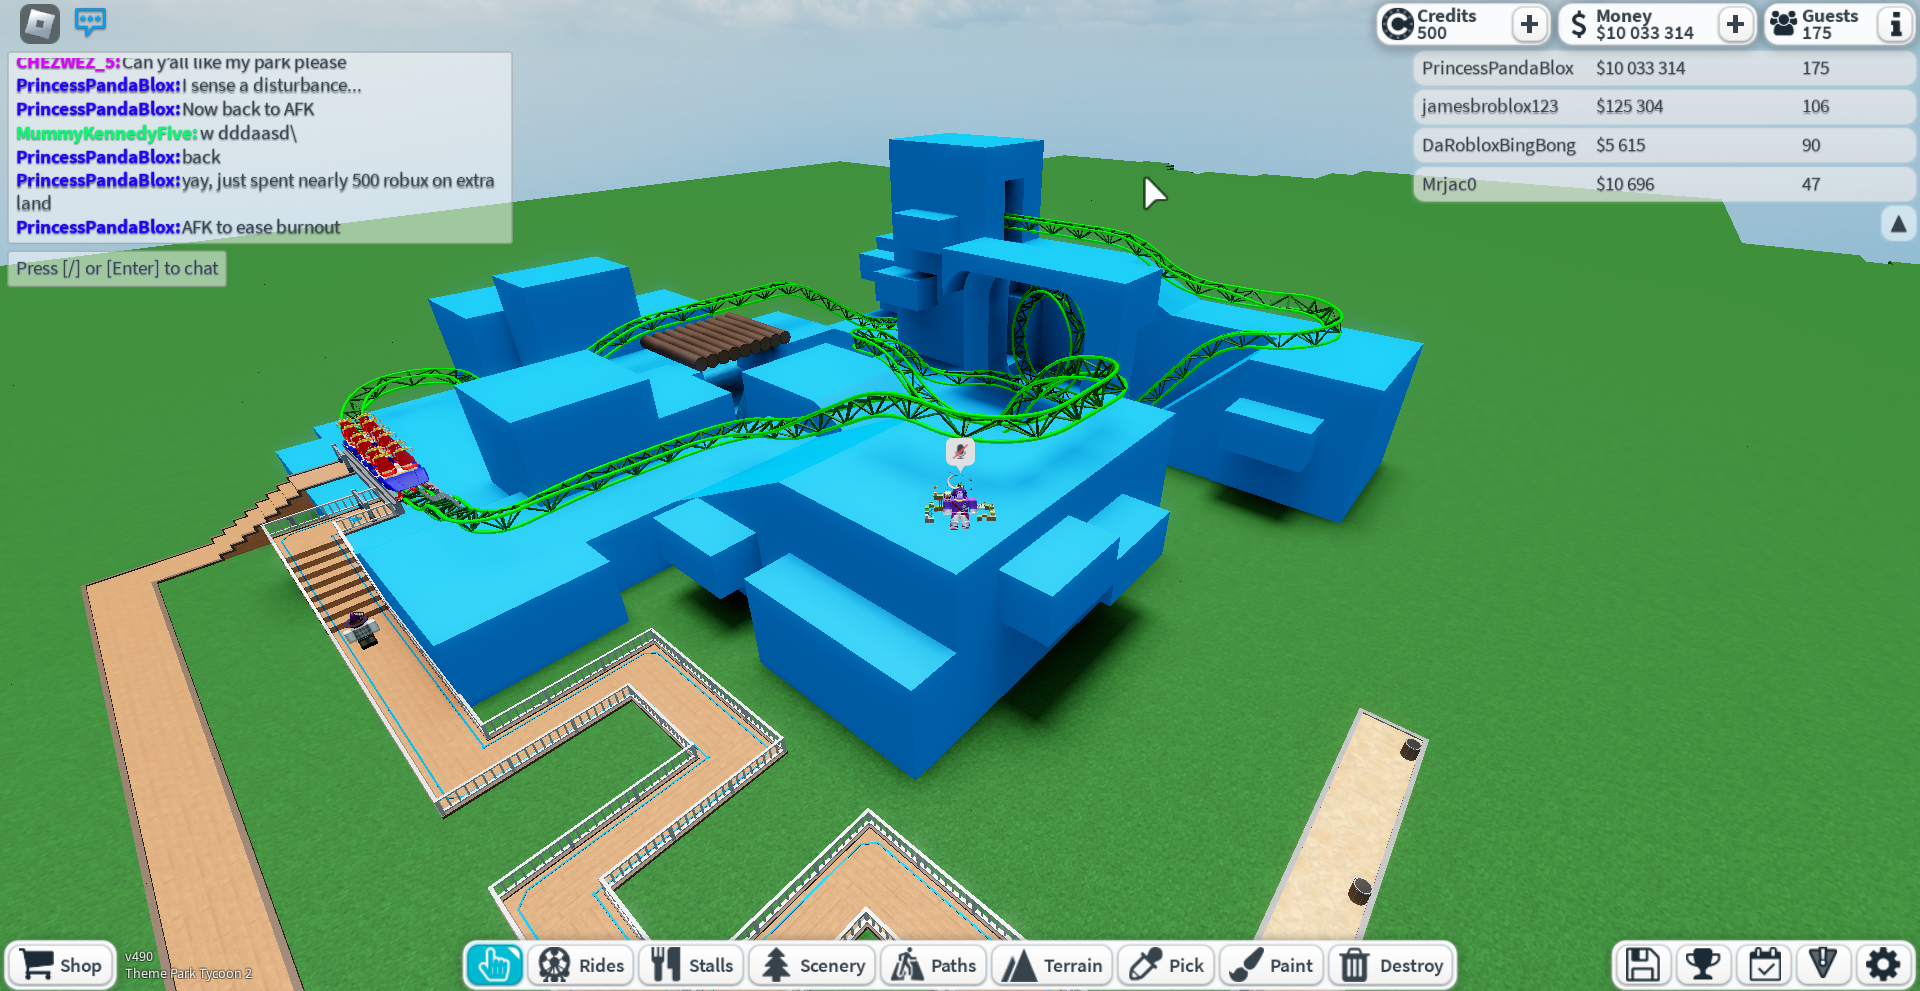 CHEZWEZ_5:Can y'all like my park please
PrincessPandaBlox:I sense a disturbance...
PrincessPandaBlox:Now back to AFK
MummyKennedyFive:w dddaasd\
PrincessPandaBlox:back
PrincessPandaBlox:yay, just spent nearly 500 robux on extra
land
PrincessPandaBlox:AFK to ease burnout
Press [/] or [Enter] to chat
Credits
500
+
$ Money
$10 033 314
+
Guests
175
PrincessPandaBlox $10 033 314 175
jamesbroblox123 $125 304 106
DaRobloxBingBong $5 615 90
Mrjac0 $10 696 47
Shop
v490
Theme Park Tycoon 2
Rides
Stalls
Scenery
Paths
Terrain
Pick
Paint
Destroy